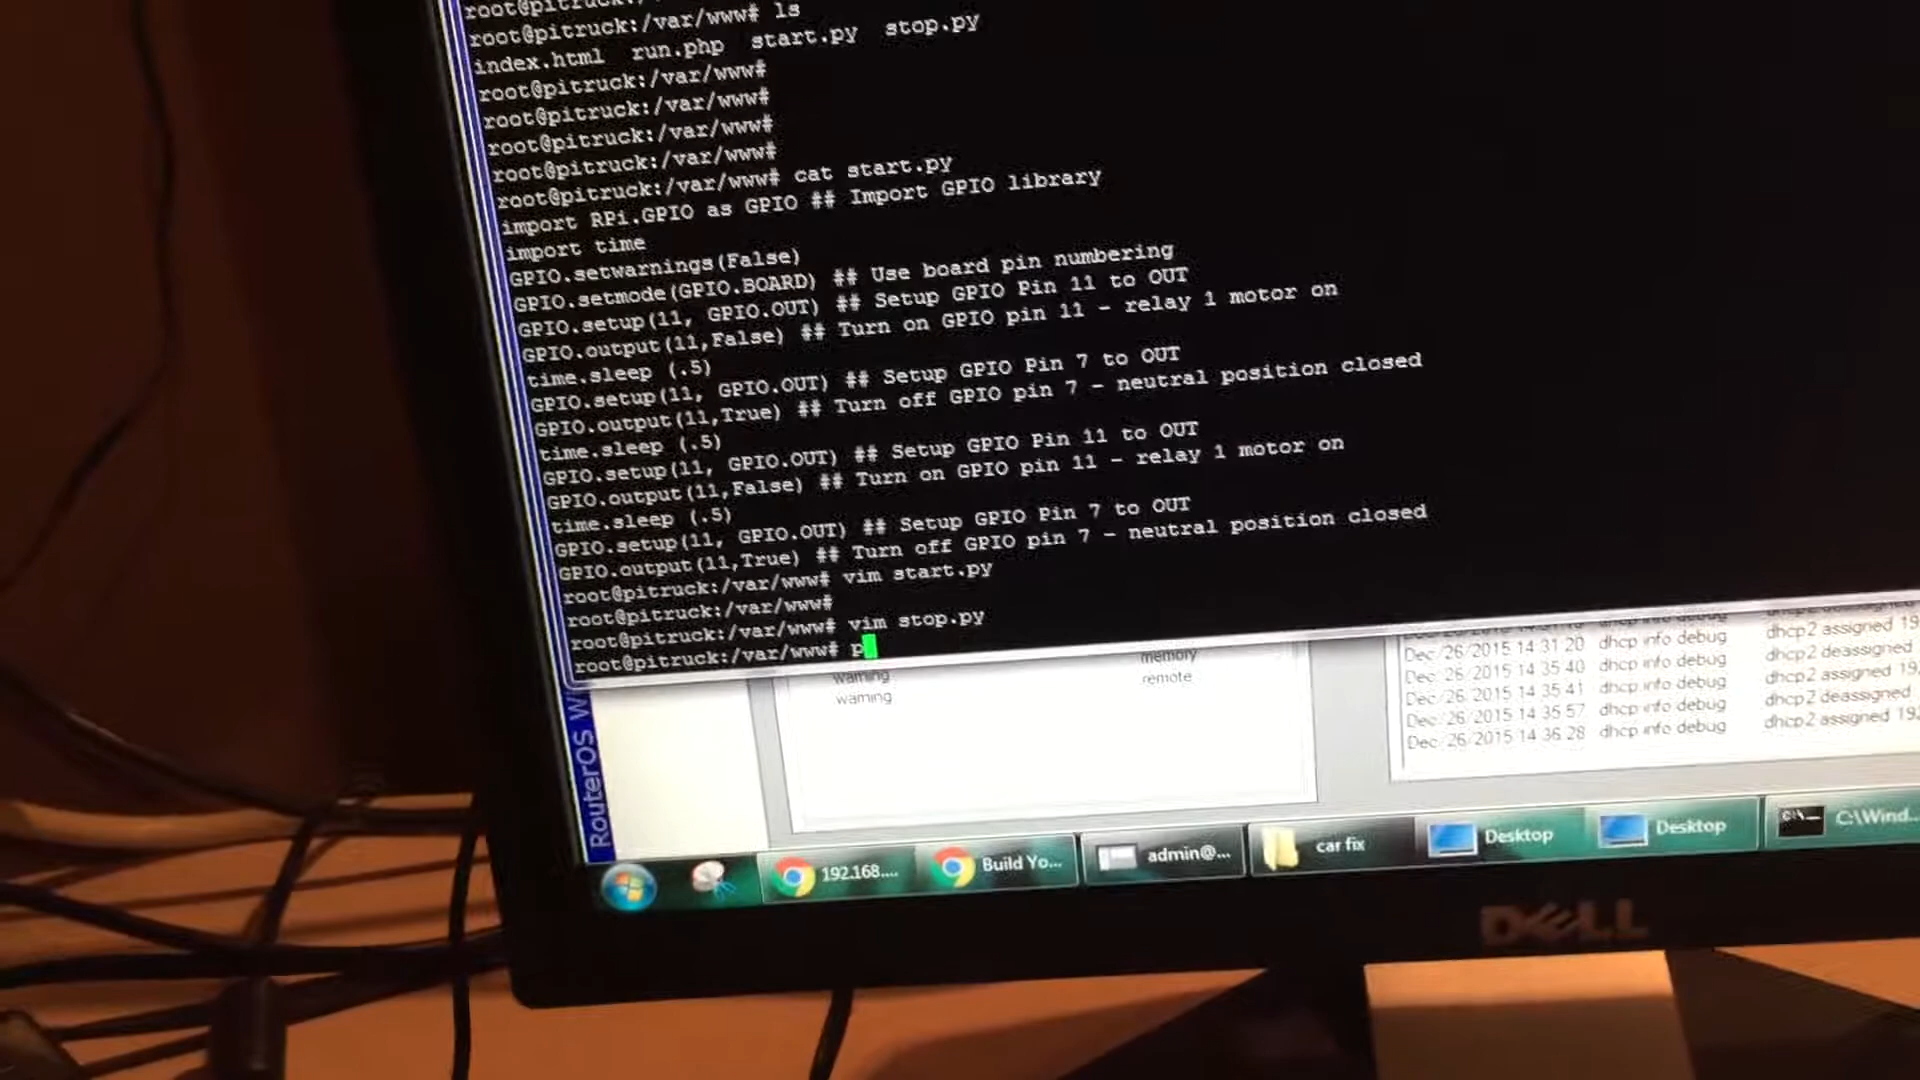 root@pitruck:/var/www# ls
index.html run.php start.py stop.py
root@pitruck:/var/www#
root@pitruck:/var/www#
root@pitruck:/var/www#
root@pitruck:/var/www#
root@pitruck:/var/www# cat start.py
import RPi.GPIO as GPIO ## Import GPIO library
import time
GPIO.setwarnings(False)
GPIO.setmode(GPIO.BOARD) ## Use board pin numbering
GPIO.setup(11, GPIO.OUT) ## Setup GPIO Pin 11 to OUT
GPIO.output(11,False) ## Turn on GPIO pin 11 - relay 1 motor on
time.sleep (.5)
GPIO.setup(11, GPIO.OUT) ## Setup GPIO Pin 7 to OUT
GPIO.output(11,True) ## Turn off GPIO pin 7 - neutral position closed
time.sleep (.5)
GPIO.setup(11, GPIO.OUT) ## Setup GPIO Pin 11 to OUT
GPIO.output(11,False) ## Turn on GPIO pin 11 - relay 1 motor on
time.sleep (.5)
GPIO.setup(11, GPIO.OUT) ## Setup GPIO Pin 7 to OUT
GPIO.output(11,True) ## Turn off GPIO pin 7 - neutral position closed
root@pitruck:/var/www# vim start.py
root@pitruck:/var/www#
root@pitruck:/var/www# vim stop.py
root@pitruck:/var/www# p
warning memory
warning remote
Dec/26/2015 14:31:20 dhcp info debug dhcp2 assigned 19
Dec/26/2015 14:35:40 dhcp info debug dhcp2 deassigned
Dec/26/2015 14:35:41 dhcp info debug dhcp2 assigned 19
Dec/26/2015 14:35:57 dhcp info debug dhcp2 deassigned
Dec/26/2015 14:36:28 dhcp info debug dhcp2 assigned 19
RouterOS W
192.168....
Build Yo...
admin@...
car fix
Desktop
Desktop
C:\Wind...
DELL